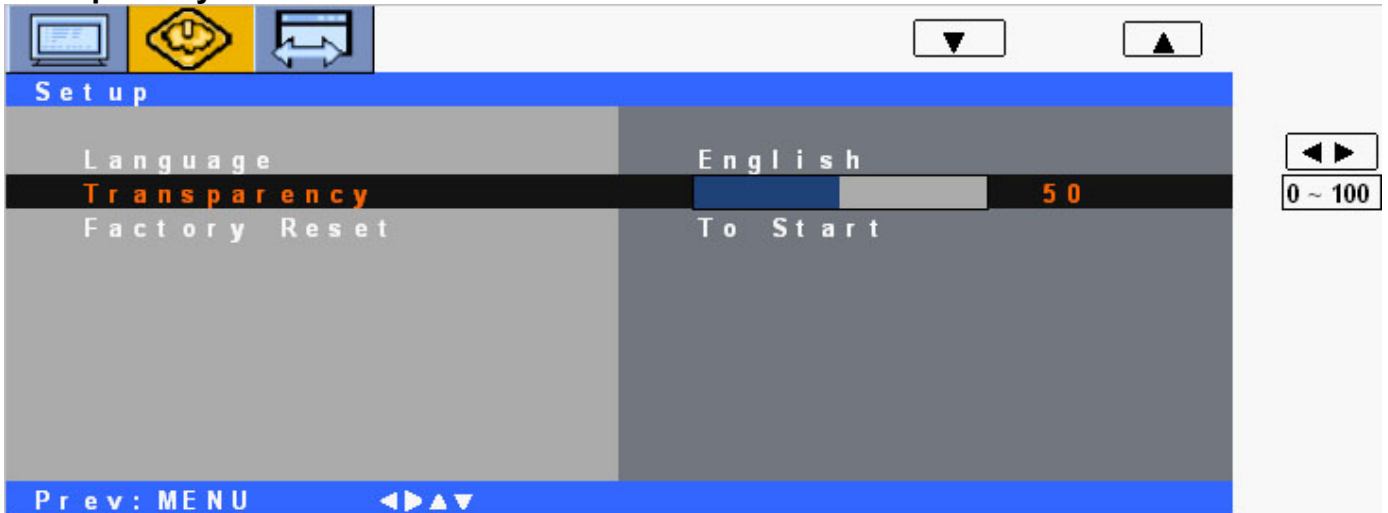 Setup
Language English
Transparency 50
0 ~ 100
Factory Reset To Start
Prev: MENU ◀▶▲▼